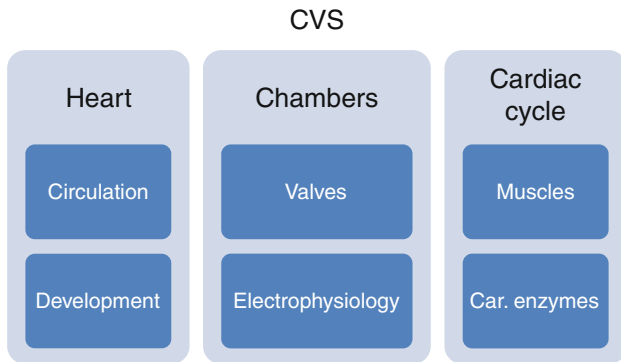 CVS
Heart
Circulation
Development
Chambers
Valves
Electrophysiology
Cardiac
cycle
Muscles
Car. enzymes